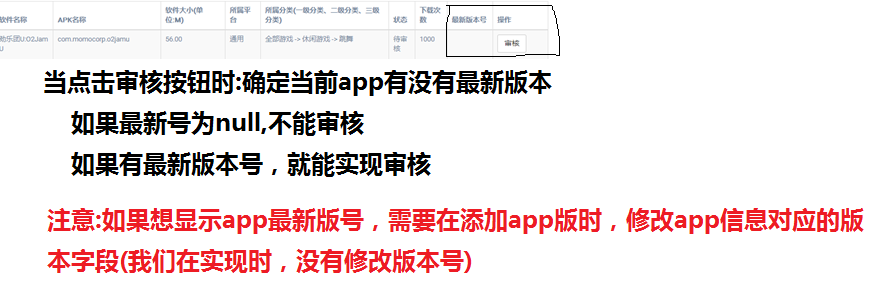 软件名称 APK名称 软件大小(单位:M) 所属平台 所属分类(一级分类、二级分类、三级分类) 状态 下载次数 最新版本号 操作
劲乐团U:O2Jam U com.momocorp.o2jamu 56.00 通用 全部游戏 -> 休闲游戏 -> 跳舞 待审核 1000 审核
当点击审核按钮时:确定当前app有没有最新版本
如果最新号为null,不能审核
如果有最新版本号，就能实现审核
注意:如果想显示app最新版号，需要在添加app版时，修改app信息对应的版
本字段(我们在实现时，没有修改版本号)